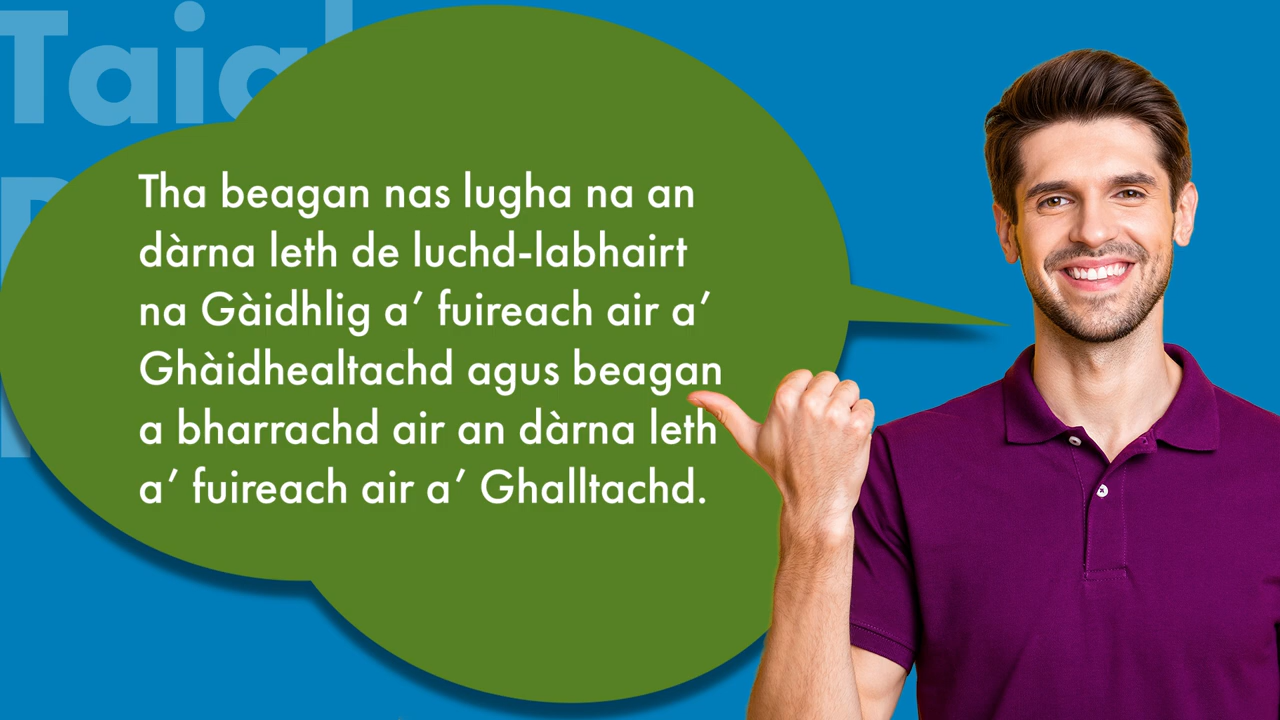 Tha beagan nas lugha na an
dàrna leth de luchd-labhairt
na Gàidhlig a’ fuireach air a’
Ghàidhealtachd agus beagan
a bharrachd air an dàrna leth
a’ fuireach air a’ Ghalltachd.